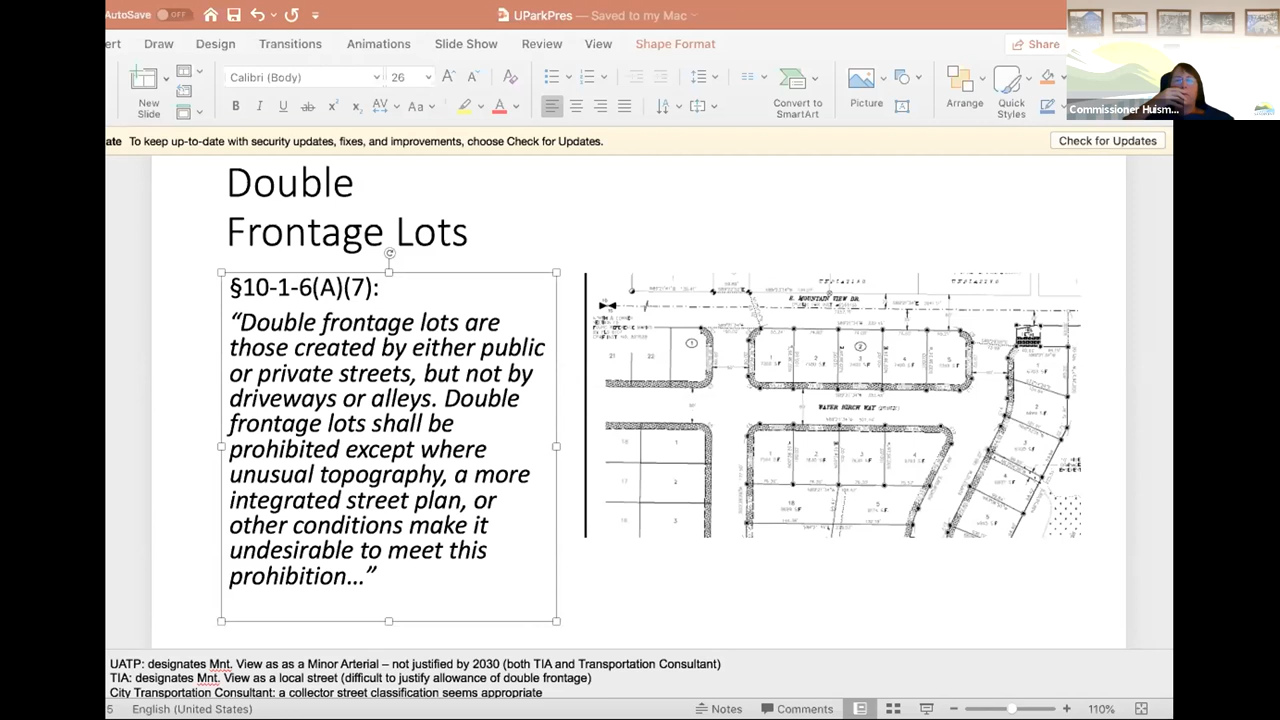 AutoSave OFF
UParkPres — Saved to my Mac
ert Draw Design Transitions Animations Slide Show Review View Shape Format
Share
Calibri (Body) 26
New Slide
Convert to SmartArt
Picture
Arrange
Quick Styles
Commissioner Huism...
ate To keep up-to-date with security updates, fixes, and improvements, choose Check for Updates.
Check for Updates
Double
Frontage Lots
§10-1-6(A)(7):
“Double frontage lots are
those created by either public
or private streets, but not by
driveways or alleys. Double
frontage lots shall be
prohibited except where
unusual topography, a more
integrated street plan, or
other conditions make it
undesirable to meet this
prohibition…”
E. MOUNTAIN VIEW DR.
WATER BIRCH WAY
UATP: designates Mnt. View as as a Minor Arterial – not justified by 2030 (both TIA and Transportation Consultant)
TIA: designates Mnt. View as a local street (difficult to justify allowance of double frontage)
City Transportation Consultant: a collector street classification seems appropriate
5 English (United States)
Notes Comments 110%